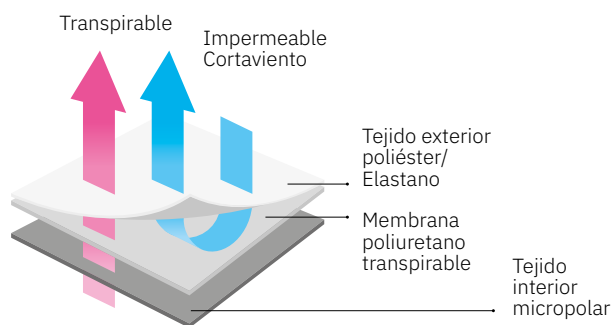 Transpirable
Impermeable
Cortaviento
Tejido exterior
poliéster/
Elastano
Membrana
poliuretano
transpirable
Tejido
interior
micropolar